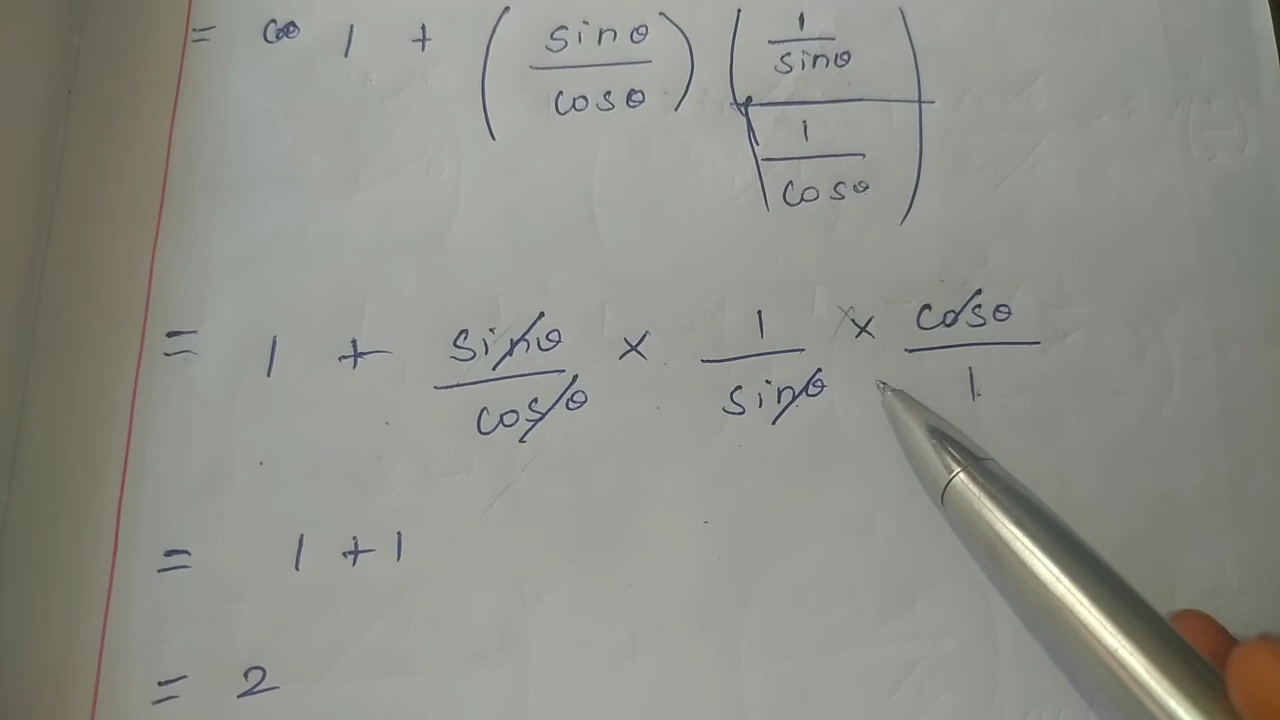 = 1 + (sinθ/cosθ) ((1/sinθ)/(1/cosθ))
= 1 + sinθ/cosθ × 1/sinθ × cosθ/1
= 1 + 1
= 2